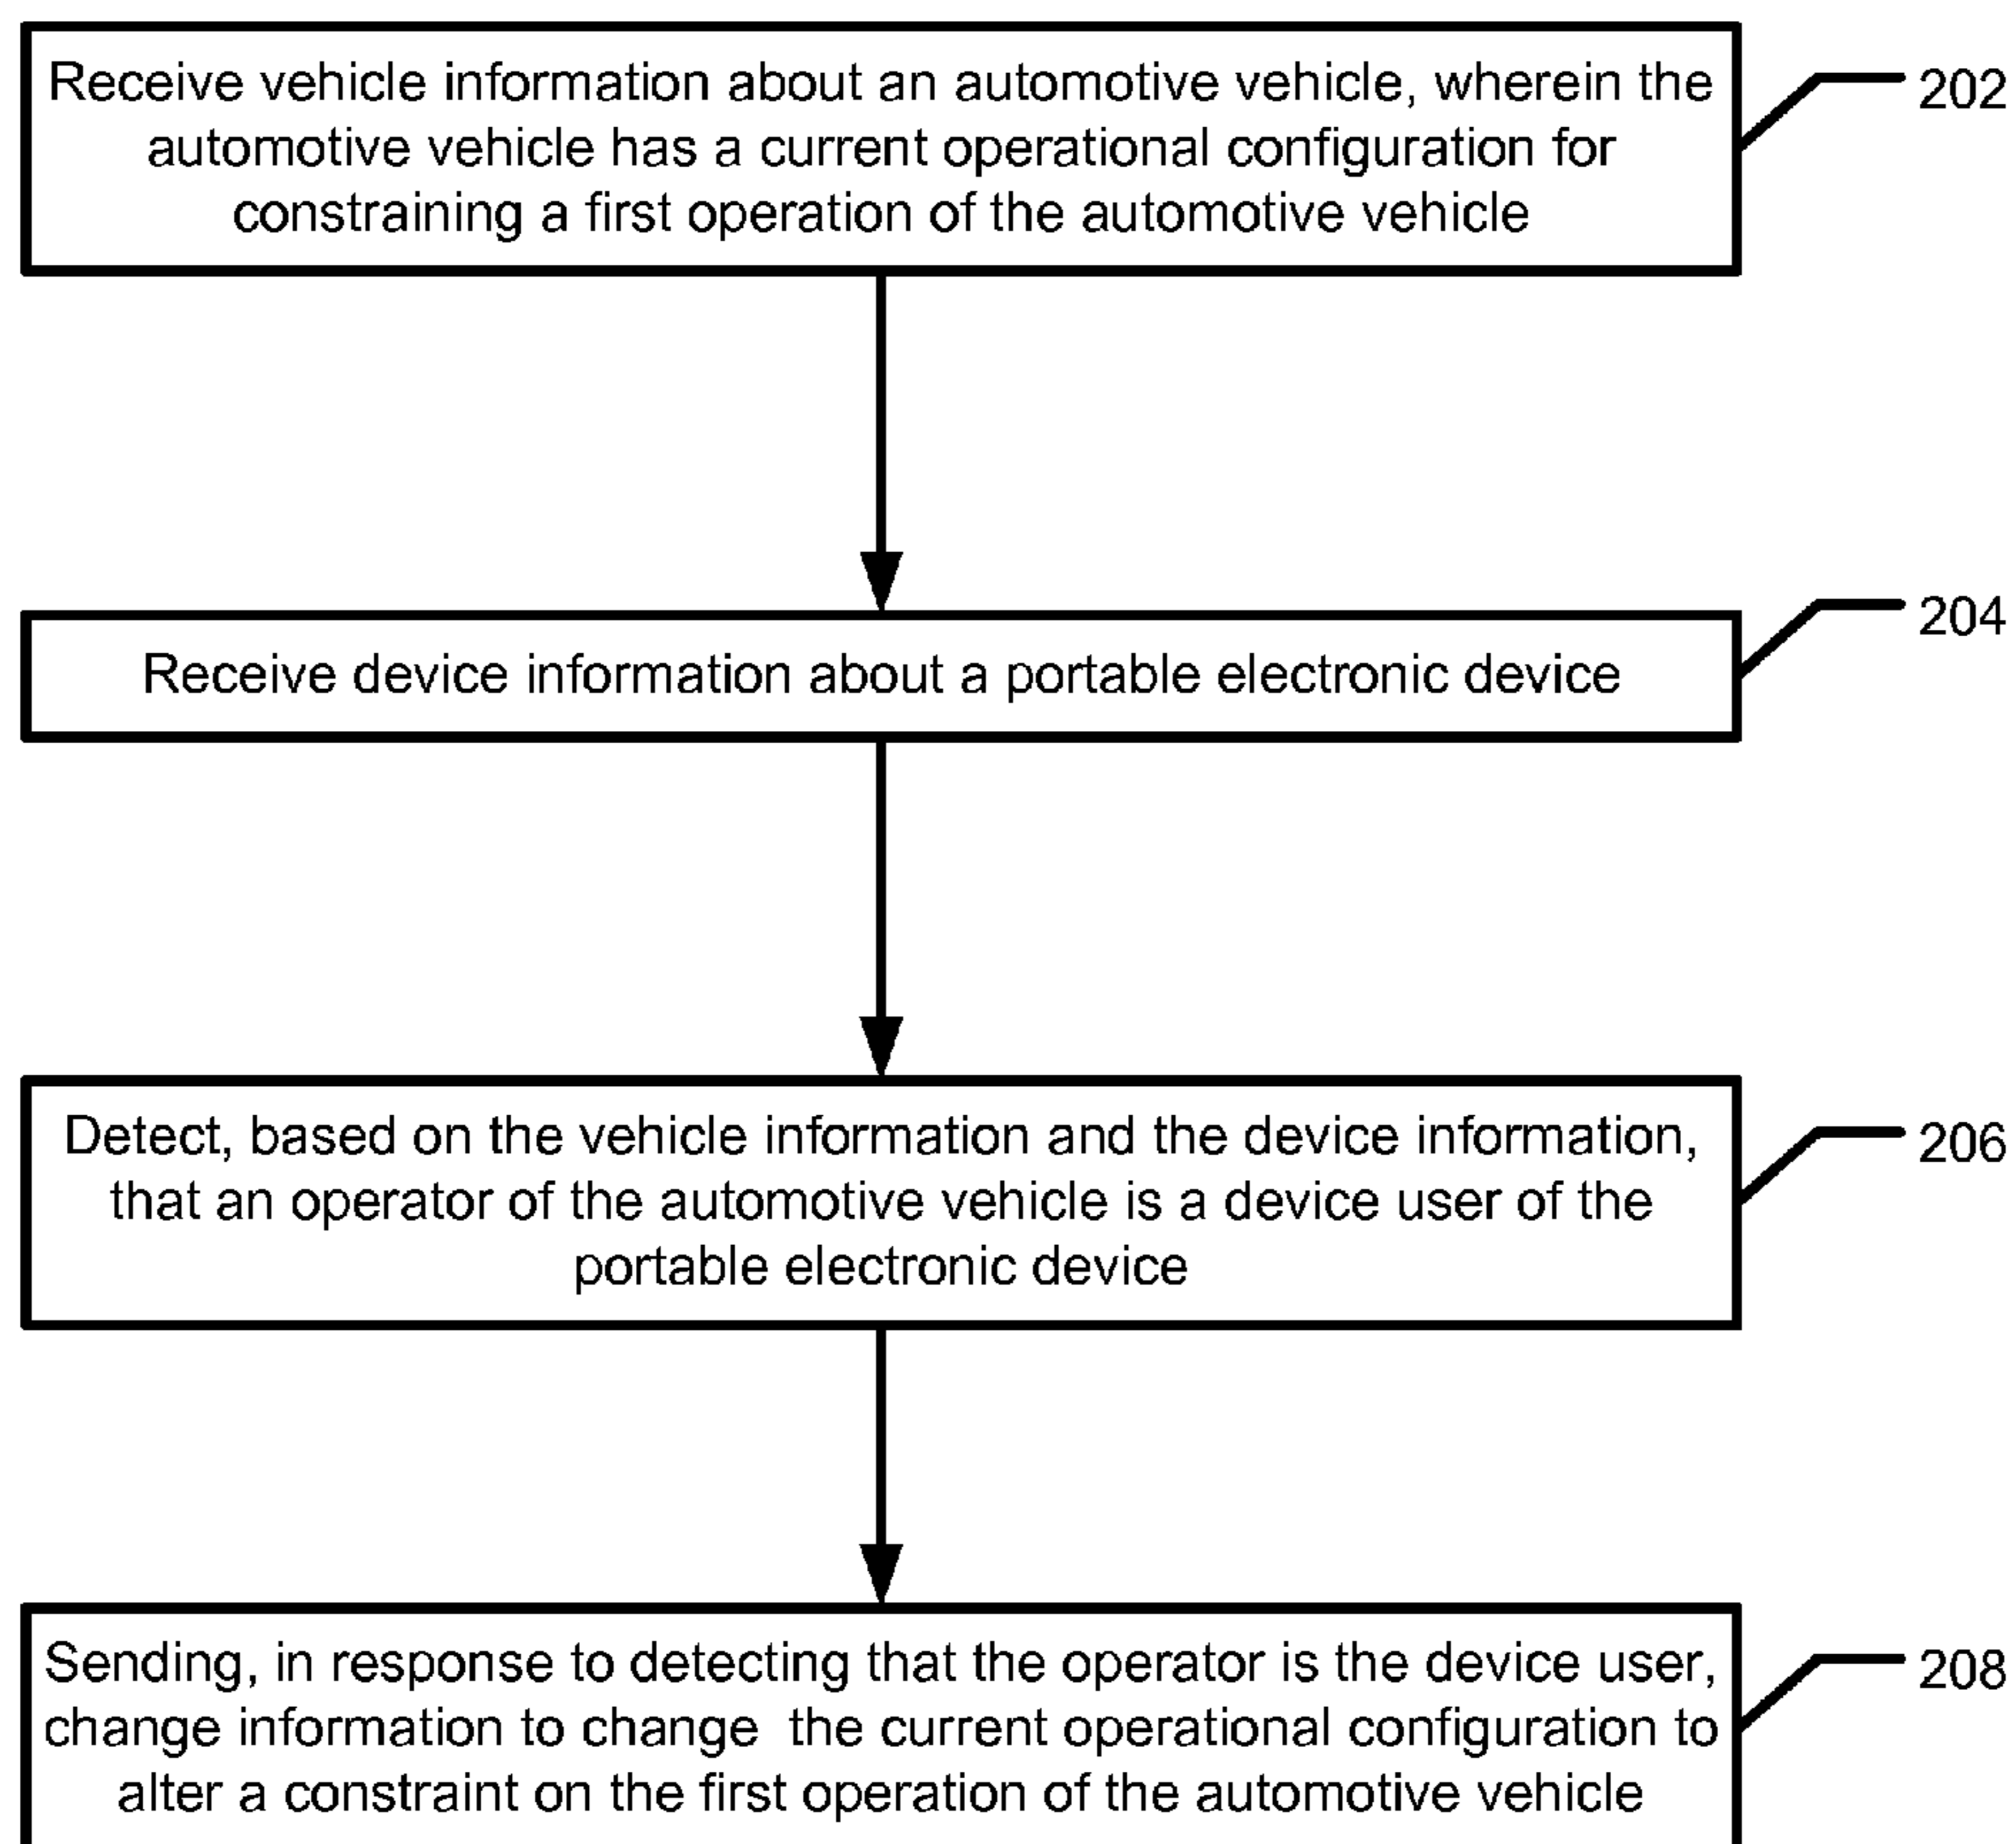 Receive vehicle information about an automotive vehicle, wherein the
automotive vehicle has a current operational configuration for
constraining a first operation of the automotive vehicle
202
Receive device information about a portable electronic device
204
Detect, based on the vehicle information and the device information,
that an operator of the automotive vehicle is a device user of the
portable electronic device
206
Sending, in response to detecting that the operator is the device user,
change information to change  the current operational configuration to
alter a constraint on the first operation of the automotive vehicle
208